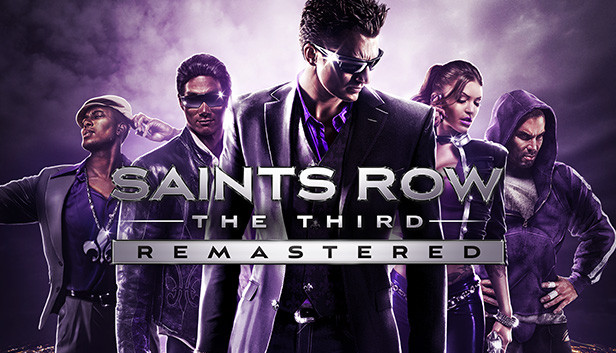 SAINTS ROW
THE THIRD
REMASTERED